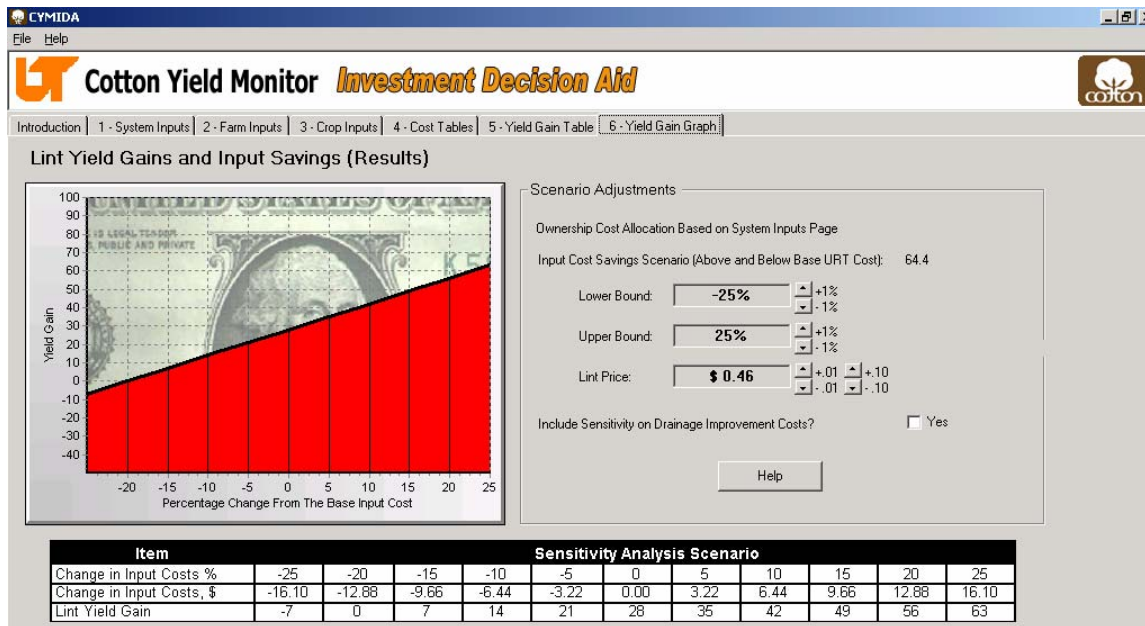 CYMIDA
File Help
UT Cotton Yield Monitor Investment Decision Aid
cotton
Introduction 1 - System Inputs 2 - Farm Inputs 3 - Crop Inputs 4 - Cost Tables 5 - Yield Gain Table 6 - Yield Gain Graph
Lint Yield Gains and Input Savings (Results)
100
90
80
70
60
50
40
30
20
10
0
-10
-20
-30
-40
Yield Gain
IS LEGAL TENDER
PUBLIC AND PRIVATE
-20 -15 -10 -5 0 5 10 15 20 25
Percentage Change From The Base Input Cost
Scenario Adjustments
Ownership Cost Allocation Based on System Inputs Page
Input Cost Savings Scenario (Above and Below Base URT Cost): 64.4
Lower Bound: -25% +1%
- 1%
Upper Bound: 25% +1%
- 1%
Lint Price: $ 0.46 +.01 +.10
- .01 - .10
Include Sensitivity on Drainage Improvement Costs? Yes
Help
Item Sensitivity Analysis Scenario
Change in Input Costs % -25 -20 -15 -10 -5 0 5 10 15 20 25
Change in Input Costs, $ -16.10 -12.88 -9.66 -6.44 -3.22 0.00 3.22 6.44 9.66 12.88 16.10
Lint Yield Gain -7 0 7 14 21 28 35 42 49 56 63